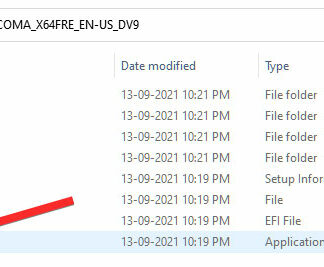 COMA_X64FRE_EN-US_DV9
Date modified Type
13-09-2021 10:21 PM File folder
13-09-2021 10:21 PM File folder
13-09-2021 10:21 PM File folder
13-09-2021 10:21 PM File folder
13-09-2021 10:19 PM Setup Infor
13-09-2021 10:19 PM File
13-09-2021 10:19 PM EFI File
13-09-2021 10:19 PM Application